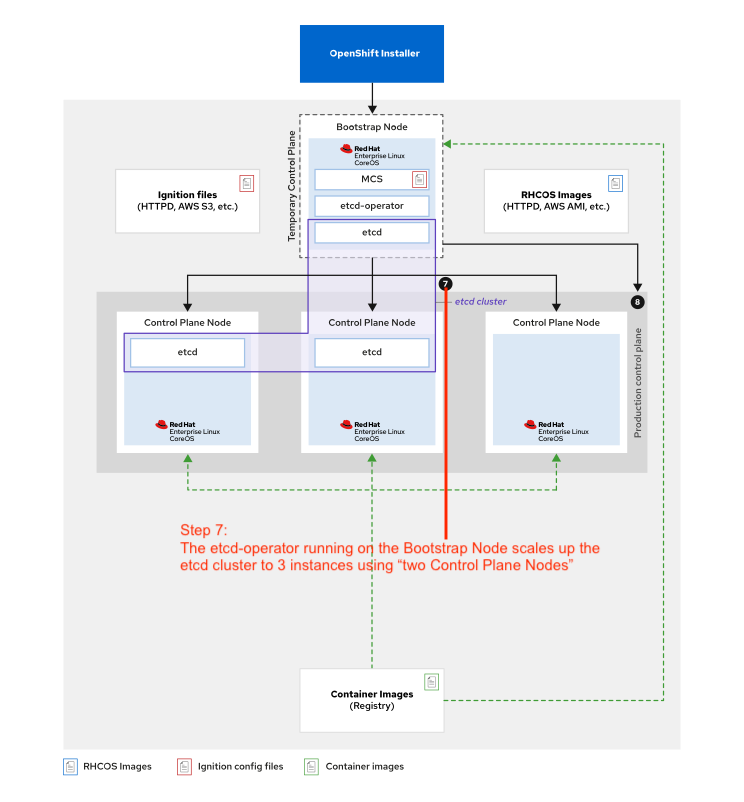 OpenShift Installer
Temporary Control Plane
Bootstrap Node
Red Hat
Enterprise Linux
CoreOS
MCS
etcd-operator
etcd
Ignition files
(HTTPD, AWS S3, etc.)
RHCOS Images
(HTTPD, AWS AMI, etc.)
7
etcd cluster
8
Production control plane
Control Plane Node
etcd
Red Hat
Enterprise Linux
CoreOS
Control Plane Node
etcd
Red Hat
Enterprise Linux
CoreOS
Control Plane Node
Red Hat
Enterprise Linux
CoreOS
Step 7:
The etcd-operator running on the Bootstrap Node scales up the
etcd cluster to 3 instances using “two Control Plane Nodes”
Container Images
(Registry)
RHCOS Images
Ignition config files
Container images